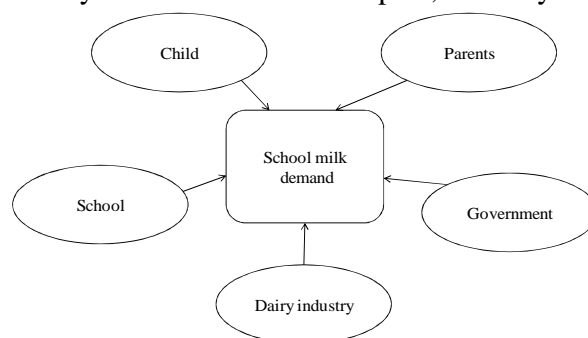 Child
Parents
School milk
demand
School
Government
Dairy industry